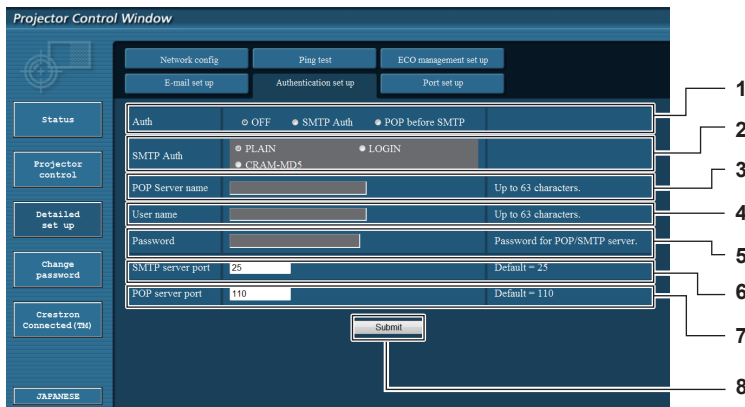 Projector Control Window
Network config
Ping test
ECO management set up
E-mail set up
Authentication set up
Port set up
Status
Projector
control
Detailed
set up
Change
password
Crestron
Connected(TM)
JAPANESE
Auth
OFF
SMTP Auth
POP before SMTP
1
SMTP Auth
PLAIN
LOGIN
CRAM-MD5
2
POP Server name
Up to 63 characters.
3
User name
Up to 63 characters.
4
Password
Password for POP/SMTP server.
5
SMTP server port
25
Default = 25
6
POP server port
110
Default = 110
7
Submit
8